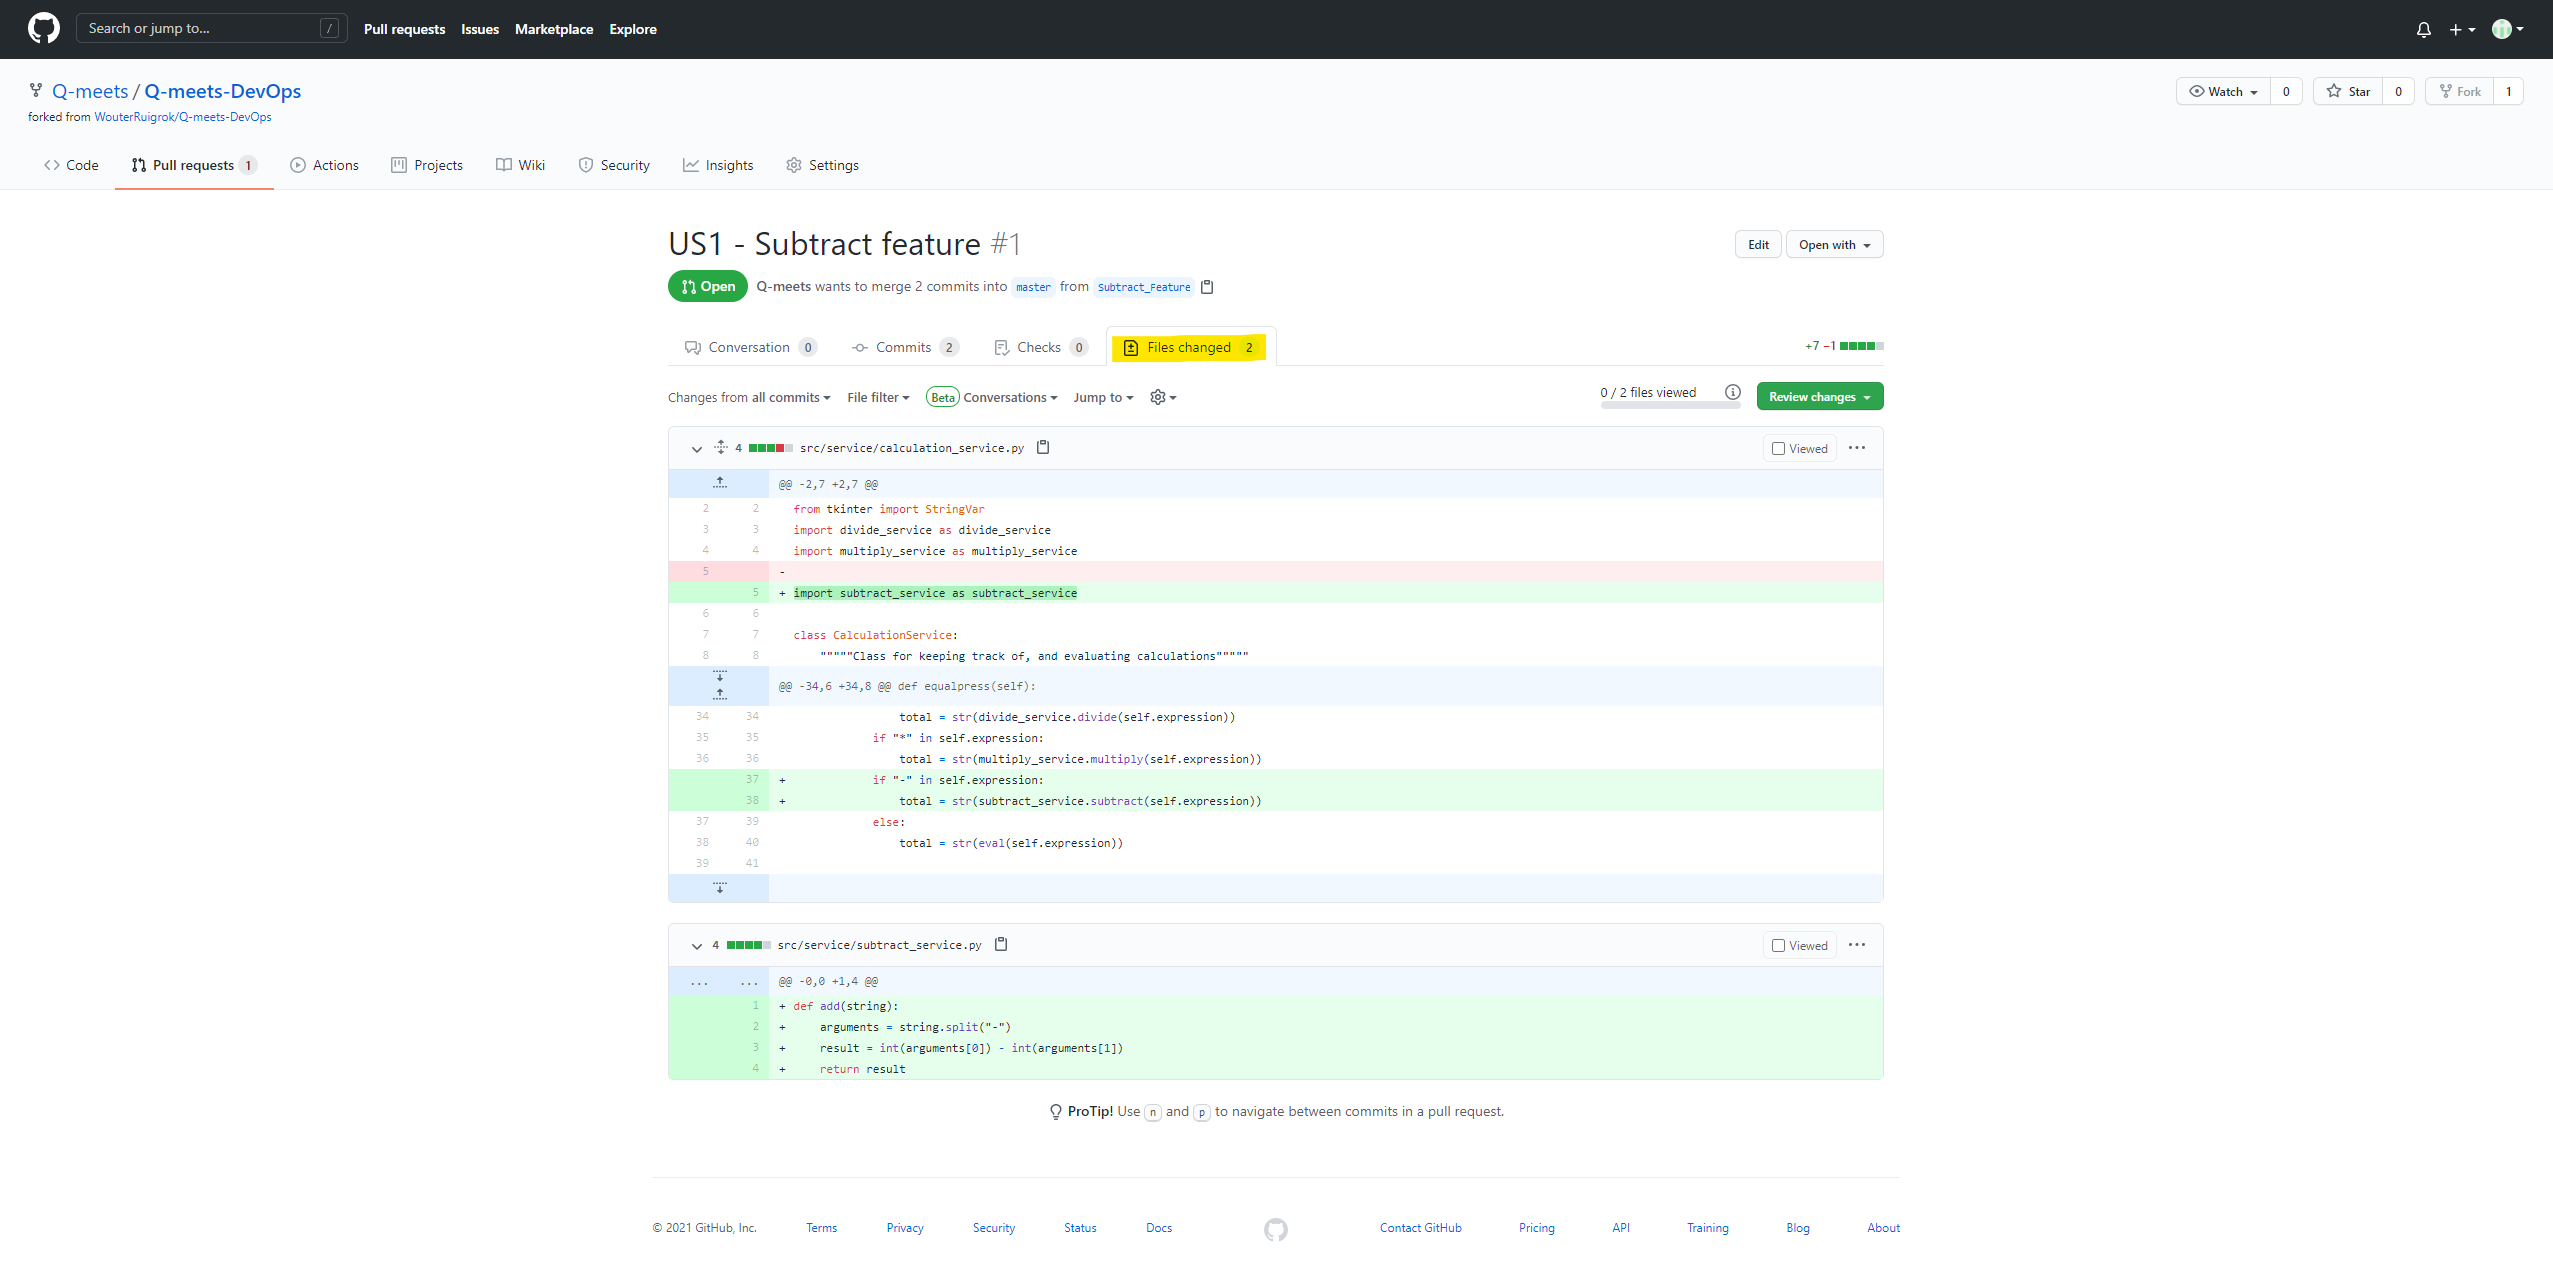 Search or jump to... / Pull requests Issues Marketplace Explore
Q-meets / Q-meets-DevOps Watch 0 Star 0 Fork 1
forked from WouterRuigrok/Q-meets-DevOps
Code Pull requests 1 Actions Projects Wiki Security Insights Settings
US1 - Subtract feature #1 Edit Open with
Open Q-meets wants to merge 2 commits into master from Subtract_Feature
Conversation 0 Commits 2 Checks 0 Files changed 2 +7 −1
Changes from all commits File filter Beta Conversations Jump to 0 / 2 files viewed Review changes
4 src/service/calculation_service.py Viewed ...
@@ -2,7 +2,7 @@
2 2 from tkinter import StringVar
3 3 import divide_service as divide_service
4 4 import multiply_service as multiply_service
5 -
5 + import subtract_service as subtract_service
6 6
7 7 class CalculationService:
8 8 """""Class for keeping track of, and evaluating calculations"""""
@@ -34,6 +34,8 @@ def equalpress(self):
34 34 total = str(divide_service.divide(self.expression))
35 35 if "*" in self.expression:
36 36 total = str(multiply_service.multiply(self.expression))
37 + if "-" in self.expression:
38 + total = str(subtract_service.subtract(self.expression))
37 39 else:
38 40 total = str(eval(self.expression))
39 41
4 src/service/subtract_service.py Viewed ...
... ... @@ -0,0 +1,4 @@
1 + def add(string):
2 + arguments = string.split("-")
3 + result = int(arguments[0]) - int(arguments[1])
4 + return result
ProTip! Use n and p to navigate between commits in a pull request.
© 2021 GitHub, Inc. Terms Privacy Security Status Docs Contact GitHub Pricing API Training Blog About